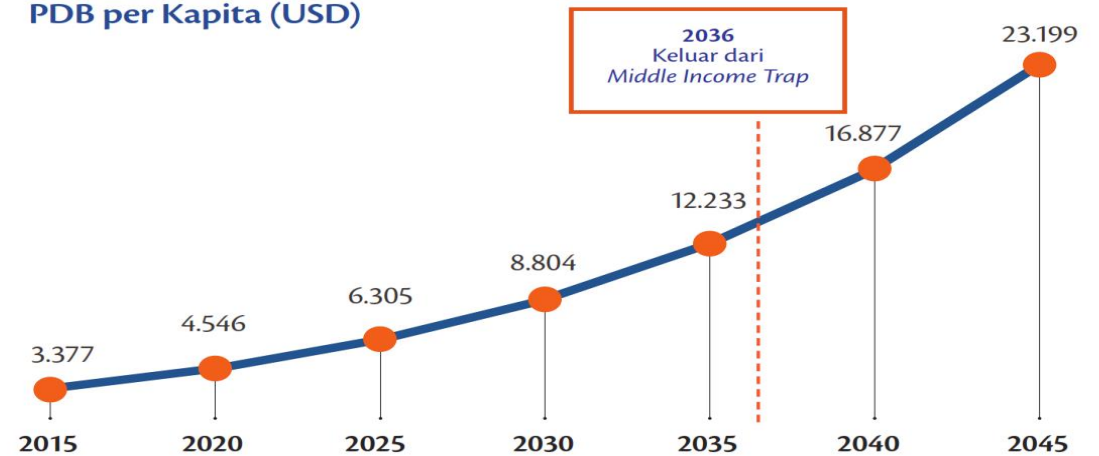 PDB per Kapita (USD)
2036
Keluar dari
Middle Income Trap
23.199
16.877
12.233
8.804
6.305
4.546
3.377
2015 2020 2025 2030 2035 2040 2045